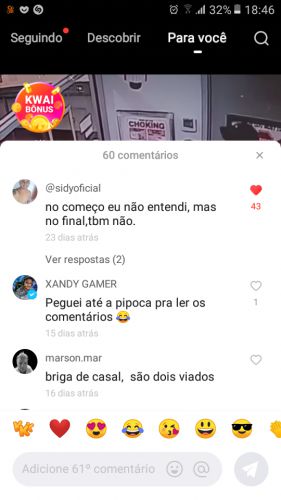 32% 18:46
Seguindo
Descobrir
Para você
KWAI
BÔNUS
CHOKING
60 comentários
@sidyoficial
no começo eu não entendi, mas
no final,tbm não.
43
23 dias atrás
Ver respostas (2)
XANDY GAMER
Peguei até a pipoca pra ler os
comentários 😂
1
15 dias atrás
marson.mar
briga de casal, são dois viados
16 dias atrás
Adicione 61º comentário